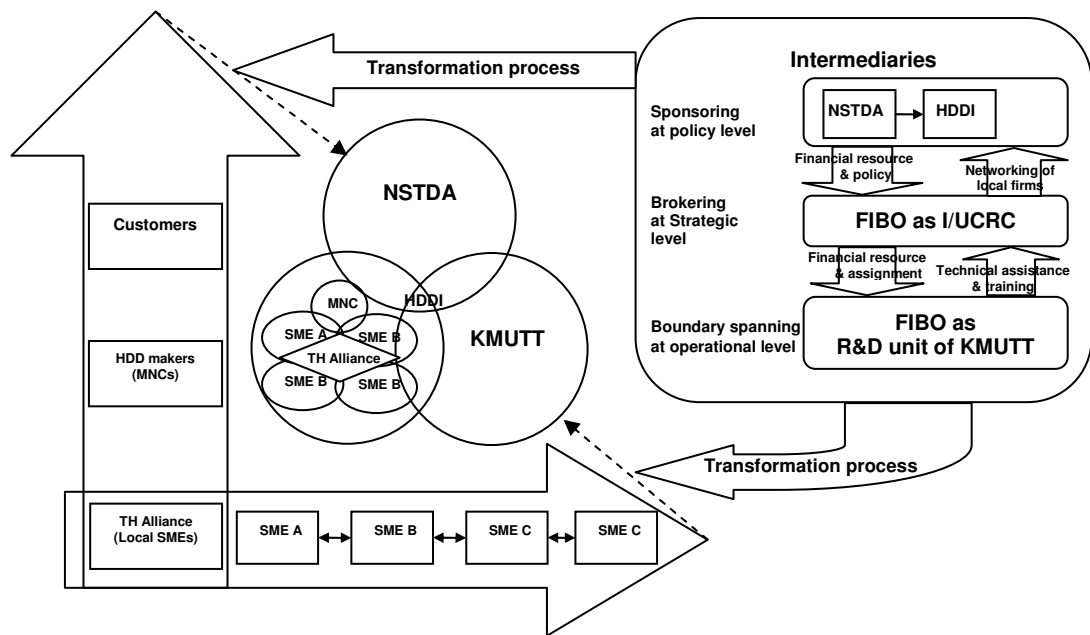 Transformation process
Intermediaries
Sponsoring
at policy level
NSTDA
HDDI
Financial resource
& policy
Networking of
local firms
Brokering
at Strategic
level
FIBO as I/UCRC
Financial resource
& assignment
Technical assistance
& training
Boundary spanning
at operational level
FIBO as
R&D unit of KMUTT
Transformation process
NSTDA
HDDI
KMUTT
MNC
SME A
SME B
TH Alliance
SME B
SME B
Customers
HDD makers
(MNCs)
TH Alliance
(Local SMEs)
SME A
SME B
SME C
SME C